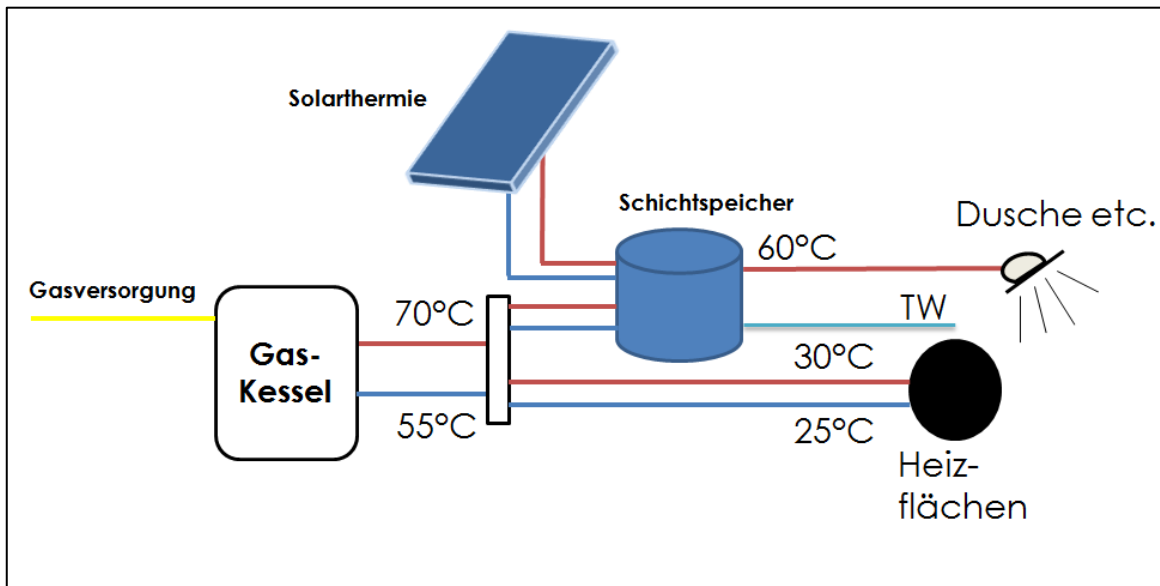 Solarthermie
Schichtspeicher
Dusche etc.
60°C
Gasversorgung
70°C
TW
Gas-
Kessel
30°C
55°C
25°C
Heiz-
flächen